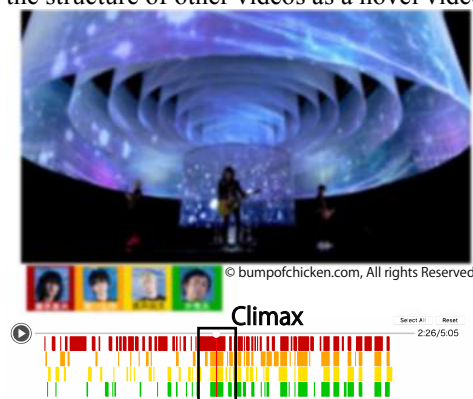 the structure of other videos as a novel vide
© bumpofchicken.com, All rights Reserved
Climax
Select All Reset
2:26/5:05